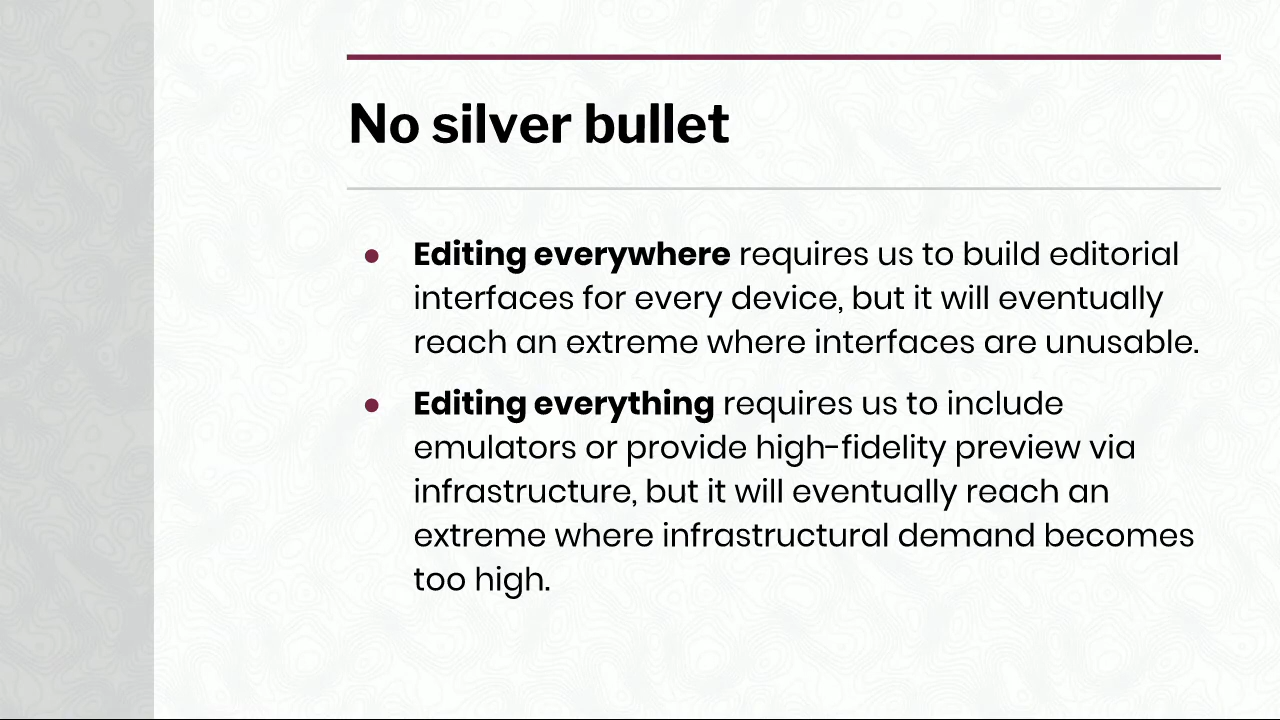 No silver bullet
● Editing everywhere requires us to build editorial
interfaces for every device, but it will eventually
reach an extreme where interfaces are unusable.
● Editing everything requires us to include
emulators or provide high-fidelity preview via
infrastructure, but it will eventually reach an
extreme where infrastructural demand becomes
too high.